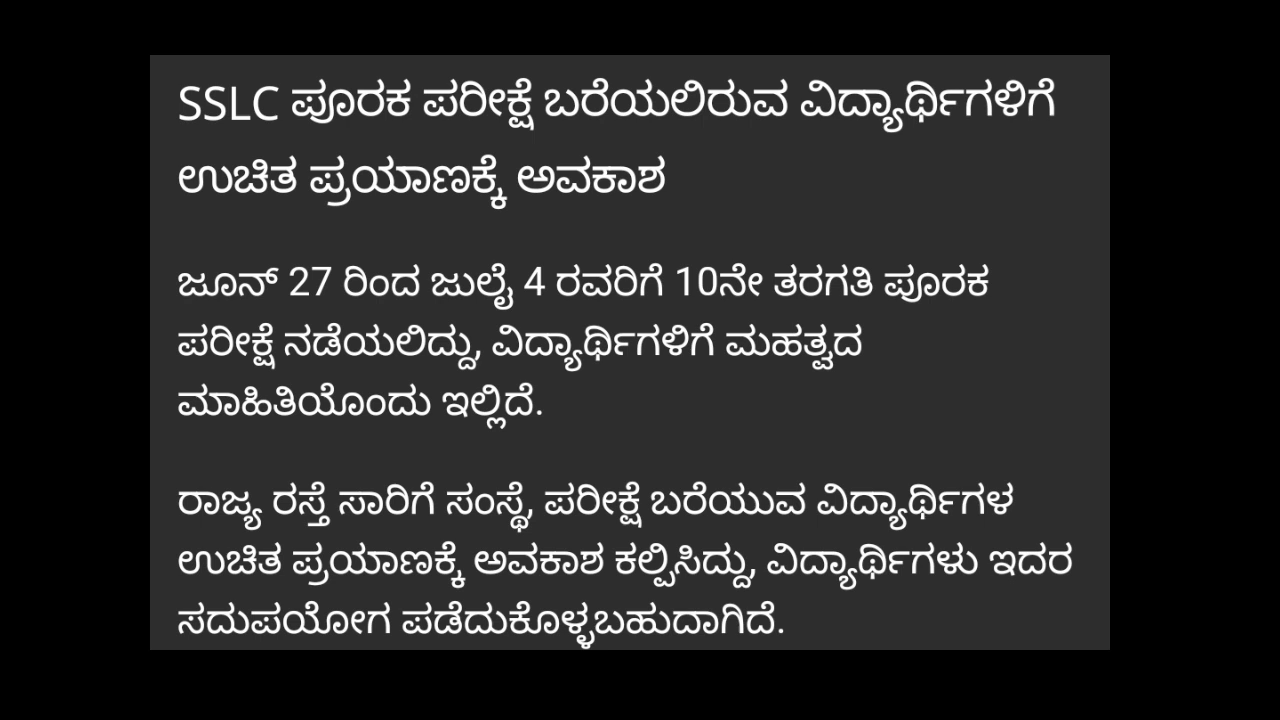 SSLC ಪೂರಕ ಪರೀಕ್ಷೆ ಬರೆಯಲಿರುವ ವಿದ್ಯಾರ್ಥಿಗಳಿಗೆ
ಉಚಿತ ಪ್ರಯಾಣಕ್ಕೆ ಅವಕಾಶ
ಜೂನ್ 27 ರಿಂದ ಜುಲೈ 4 ರವರಿಗೆ 10ನೇ ತರಗತಿ ಪೂರಕ
ಪರೀಕ್ಷೆ ನಡೆಯಲಿದ್ದು, ವಿದ್ಯಾರ್ಥಿಗಳಿಗೆ ಮಹತ್ವದ
ಮಾಹಿತಿಯೊಂದು ಇಲ್ಲಿದೆ.
ರಾಜ್ಯ ರಸ್ತೆ ಸಾರಿಗೆ ಸಂಸ್ಥೆ, ಪರೀಕ್ಷೆ ಬರೆಯುವ ವಿದ್ಯಾರ್ಥಿಗಳ
ಉಚಿತ ಪ್ರಯಾಣಕ್ಕೆ ಅವಕಾಶ ಕಲ್ಪಿಸಿದ್ದು, ವಿದ್ಯಾರ್ಥಿಗಳು ಇದರ
ಸದುಪಯೋಗ ಪಡೆದುಕೊಳ್ಳಬಹುದಾಗಿದೆ.